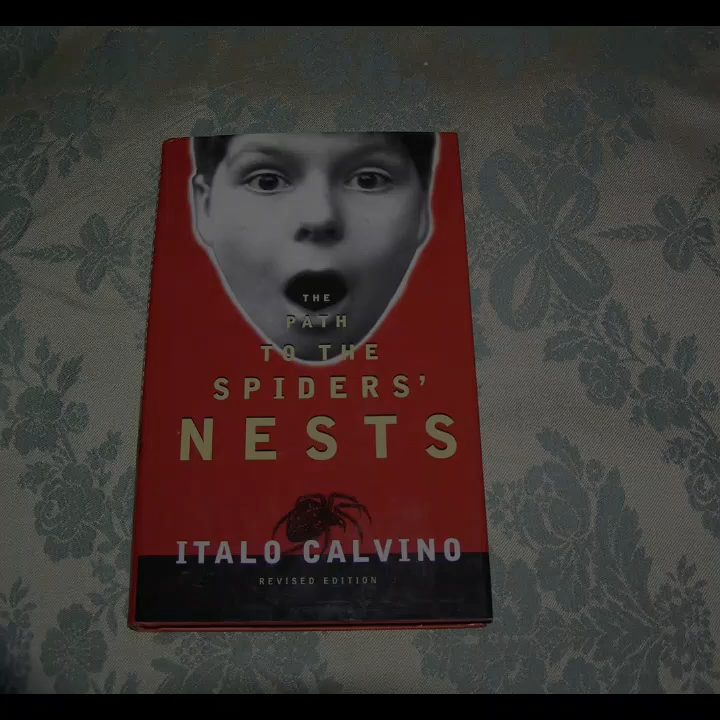 THE
PATH
TO THE
SPIDERS'
NESTS
ITALO CALVINO
REVISED EDITION